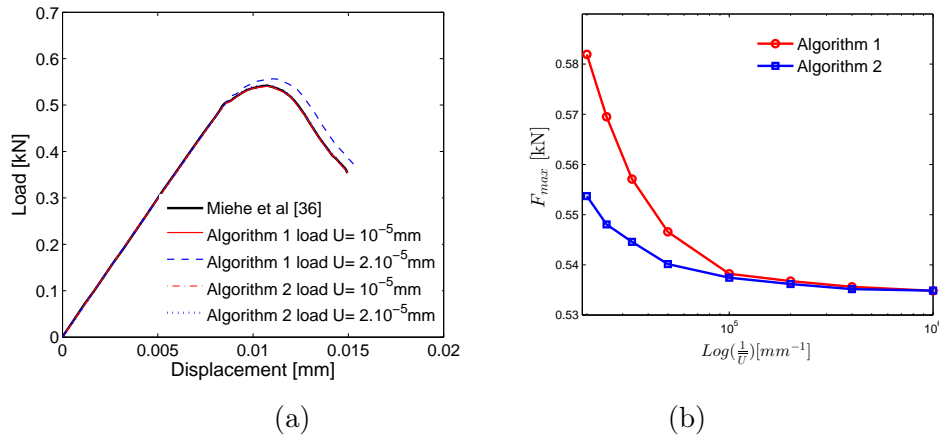 0.7
0.6
0.5
0.4
0.3
0.2
0.1
0
Load [kN]
Miehe et al [36]
Algorithm 1 load U= 10⁻⁵mm
Algorithm 1 load U= 2.10⁻⁵mm
Algorithm 2 load U= 10⁻⁵mm
Algorithm 2 load U= 2.10⁻⁵mm
0 0.005 0.01 0.015 0.02
Displacement [mm]
(a)
Algorithm 1
Algorithm 2
0.58
0.57
0.56
0.55
0.54
0.53
F_max [kN]
10⁵
Log(1/U)[mm⁻¹]
(b)